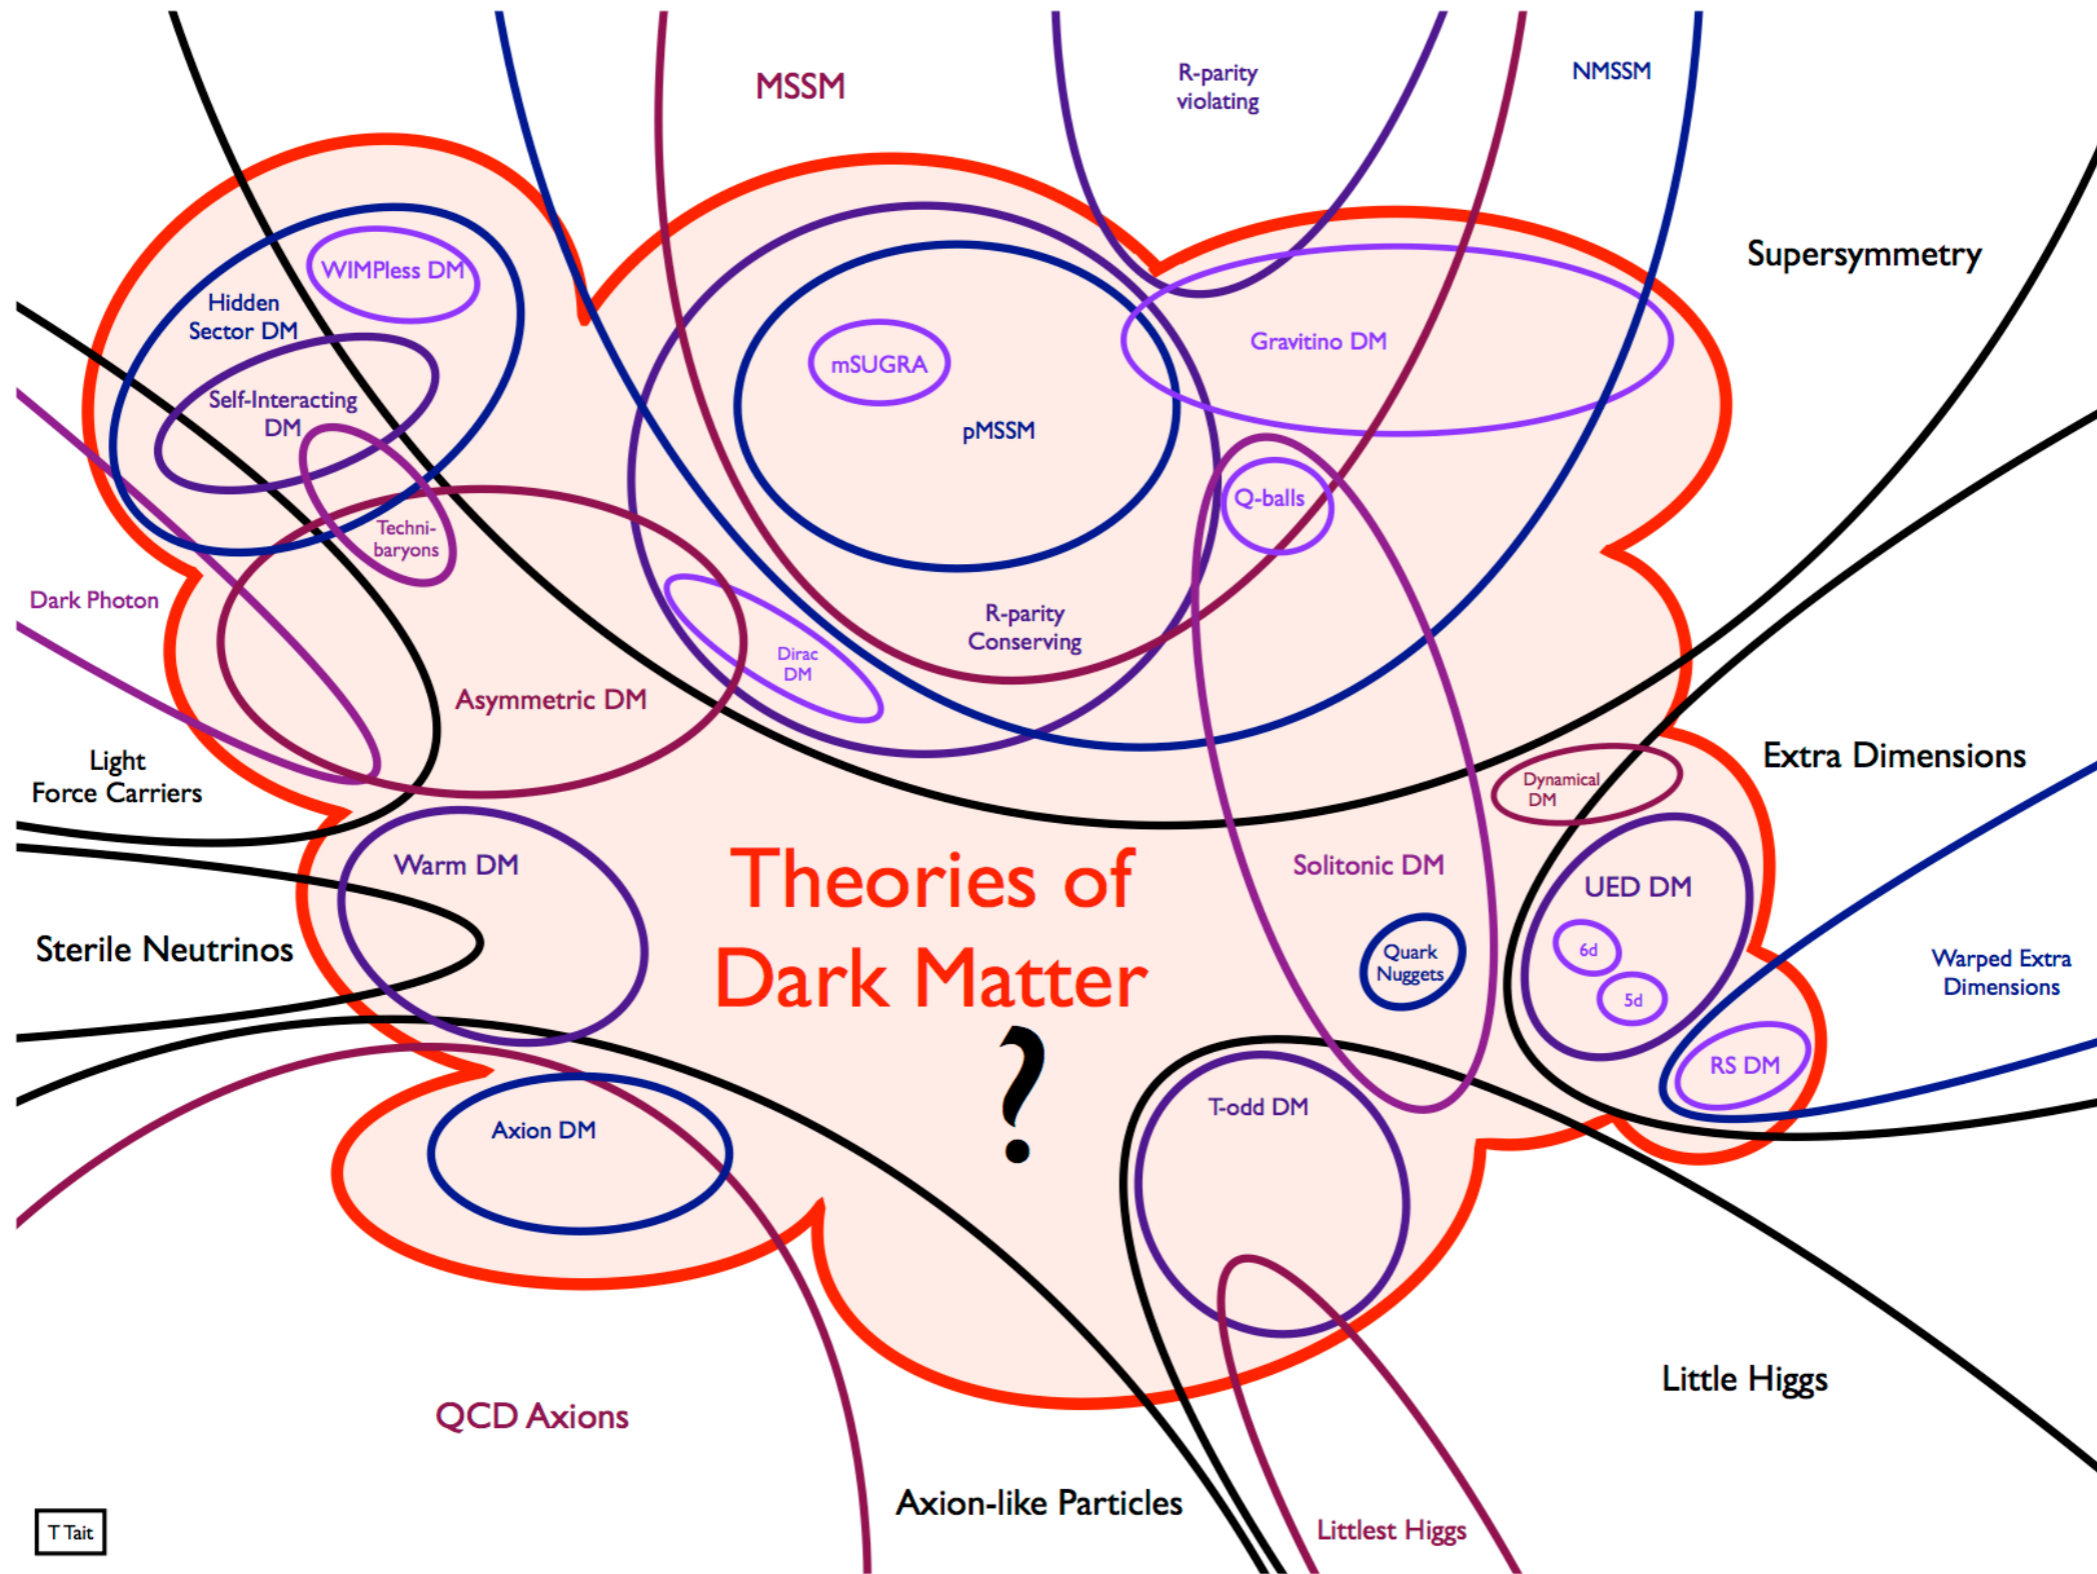 MSSM
R-parity
violating
NMSSM
Supersymmetry
WIMPless DM
Hidden
Sector DM
Self-Interacting
DM
Techni-
baryons
mSUGRA
pMSSM
Gravitino DM
Q-balls
R-parity
Conserving
Dirac
DM
Dark Photon
Asymmetric DM
Light
Force Carriers
Extra Dimensions
Dynamical
DM
Warm DM
Theories of
Dark Matter
?
Solitonic DM
UED DM
Quark
Nuggets
6d
5d
Sterile Neutrinos
Warped Extra
Dimensions
RS DM
T-odd DM
Axion DM
Little Higgs
QCD Axions
Axion-like Particles
Littlest Higgs
T Tait